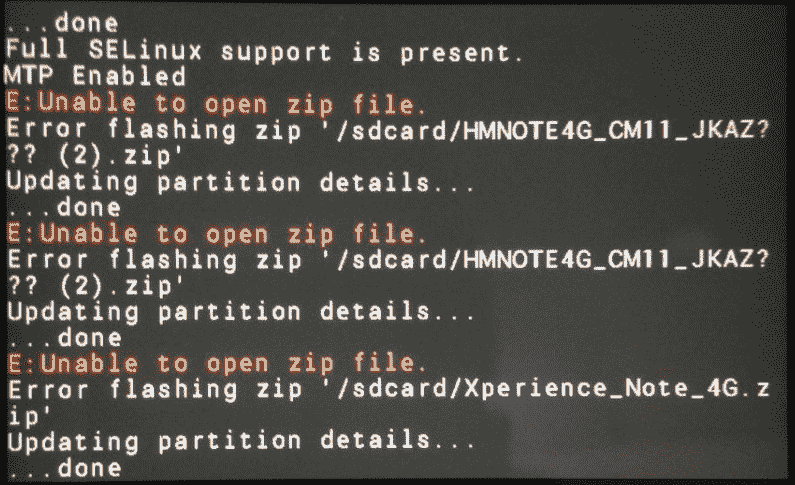 ...done
Full SELinux support is present.
MTP Enabled
E:Unable to open zip file.
Error flashing zip '/sdcard/HMNOTE4G_CM11_JKAZ?
?? (2).zip'
Updating partition details...
...done
E:Unable to open zip file.
Error flashing zip '/sdcard/HMNOTE4G_CM11_JKAZ?
?? (2).zip'
Updating partition details...
...done
E:Unable to open zip file.
Error flashing zip '/sdcard/Xperience_Note_4G.z
ip'
Updating partition details...
...done